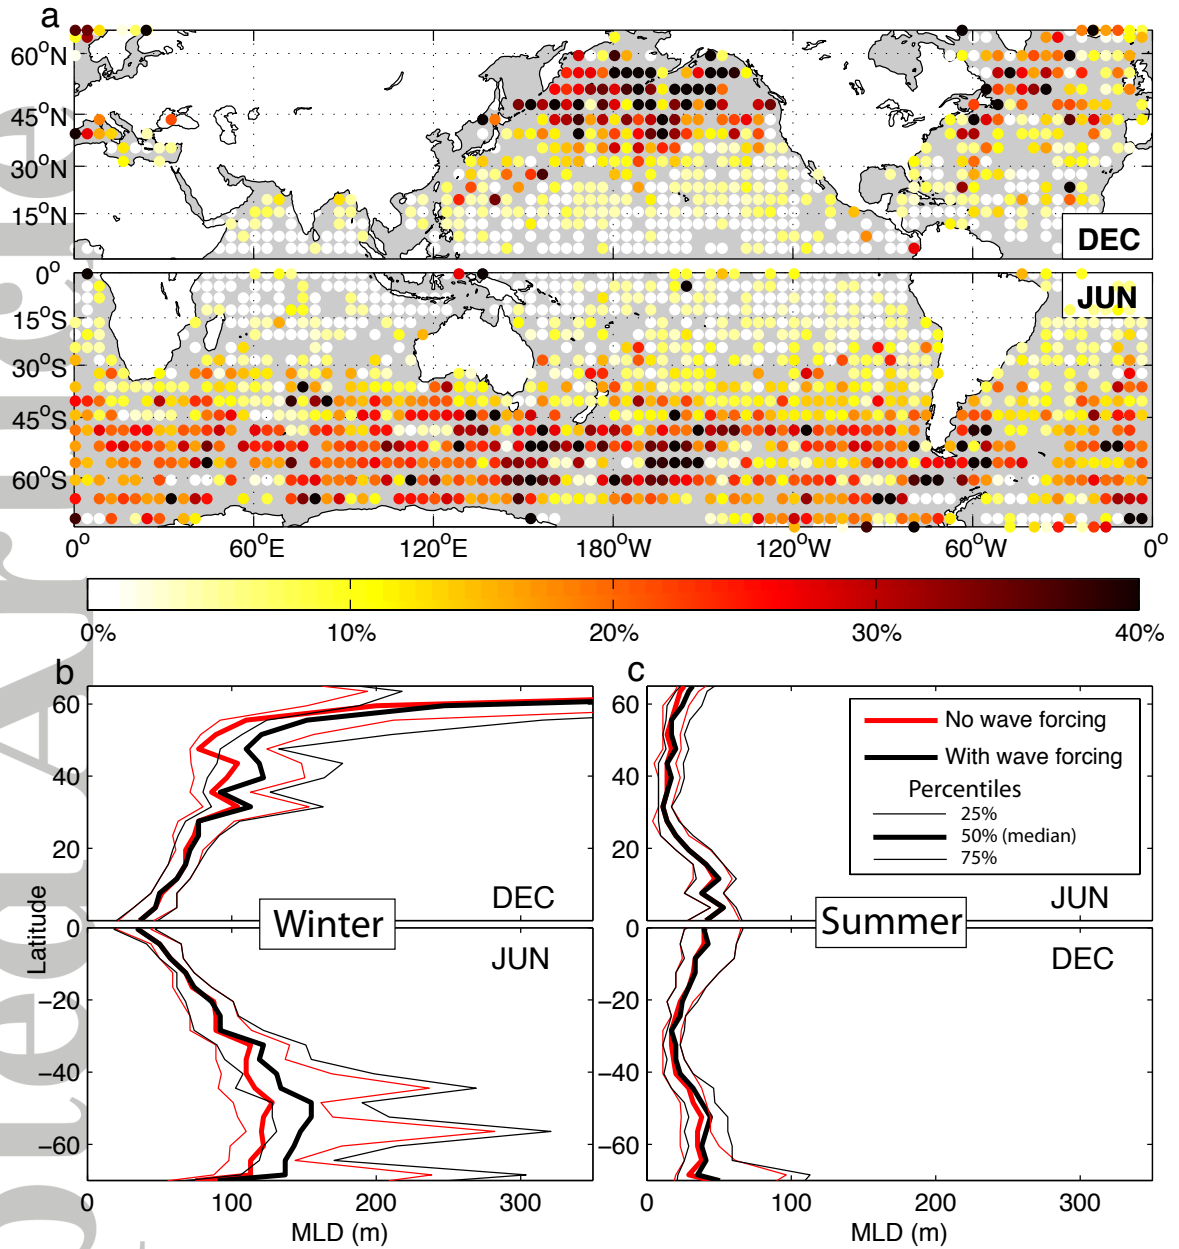 a
60°N
45°N
30°N
15°N
DEC
0°
15°S
30°S
45°S
60°S
JUN
0° 60°E 120°E 180°W 120°W 60°W 0°
0% 10% 20% 30% 40%
b
60
40
20
DEC
Winter
0
−20
−40
−60
JUN
Latitude
0 100 200 300
MLD (m)
c
60
40
20
0
No wave forcing
With wave forcing
Percentiles
25%
50% (median)
75%
JUN
Summer
0
−20
−40
−60
DEC
0 100 200 300
MLD (m)